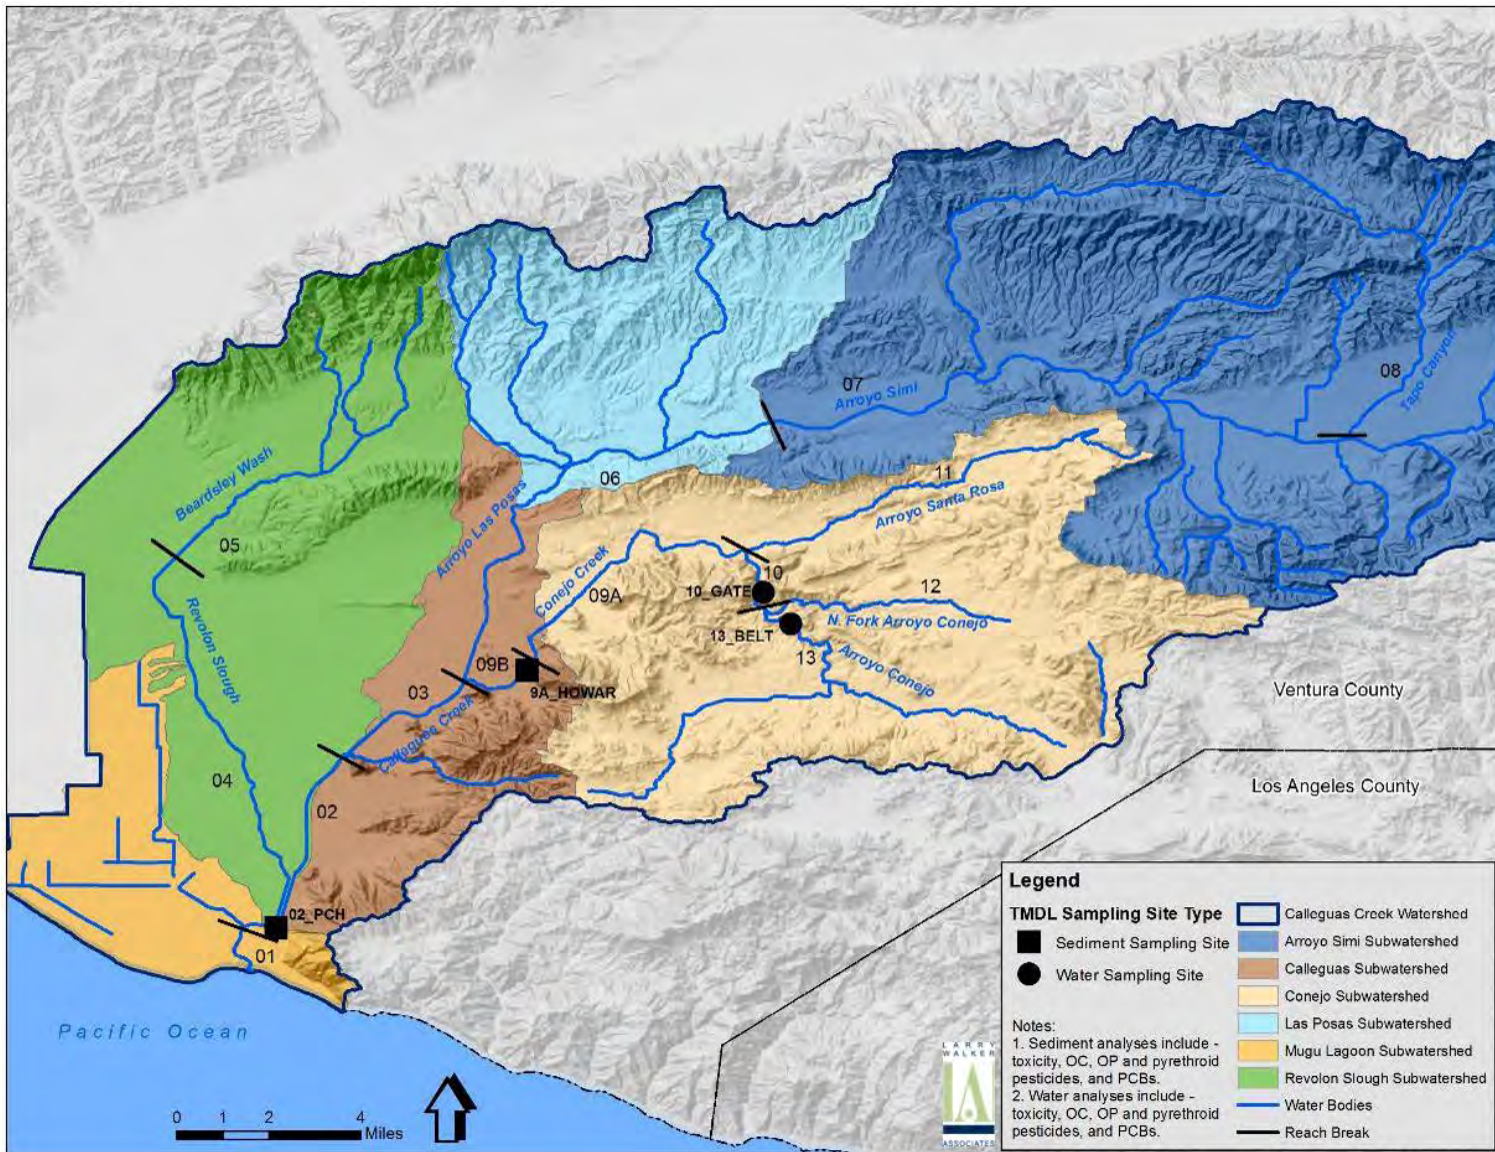 07
Arroyo Simi
08
Tapo Canyon
11
Arroyo Santa Rosa
06
Beardsley Wash
Arroyo Las Posas
05
Conejo Creek
09A
10
10_GATE
12
N. Fork Arroyo Conejo
13_BELT
13
Arroyo Conejo
Revolon Slough
09B
9A_HOWAR
03
Calleguas Creek
04
02
02_PCH
01
Ventura County
Los Angeles County
Pacific Ocean
0 1 2 4
Miles
LARRY
WALKER
LA
ASSOCIATES
Legend
TMDL Sampling Site Type
Sediment Sampling Site
Water Sampling Site
Notes:
1. Sediment analyses include -
toxicity, OC, OP and pyrethroid
pesticides, and PCBs.
2. Water analyses include -
toxicity, OC, OP and pyrethroid
pesticides, and PCBs.
Calleguas Creek Watershed
Arroyo Simi Subwatershed
Calleguas Subwatershed
Conejo Subwatershed
Las Posas Subwatershed
Mugu Lagoon Subwatershed
Revolon Slough Subwatershed
Water Bodies
Reach Break